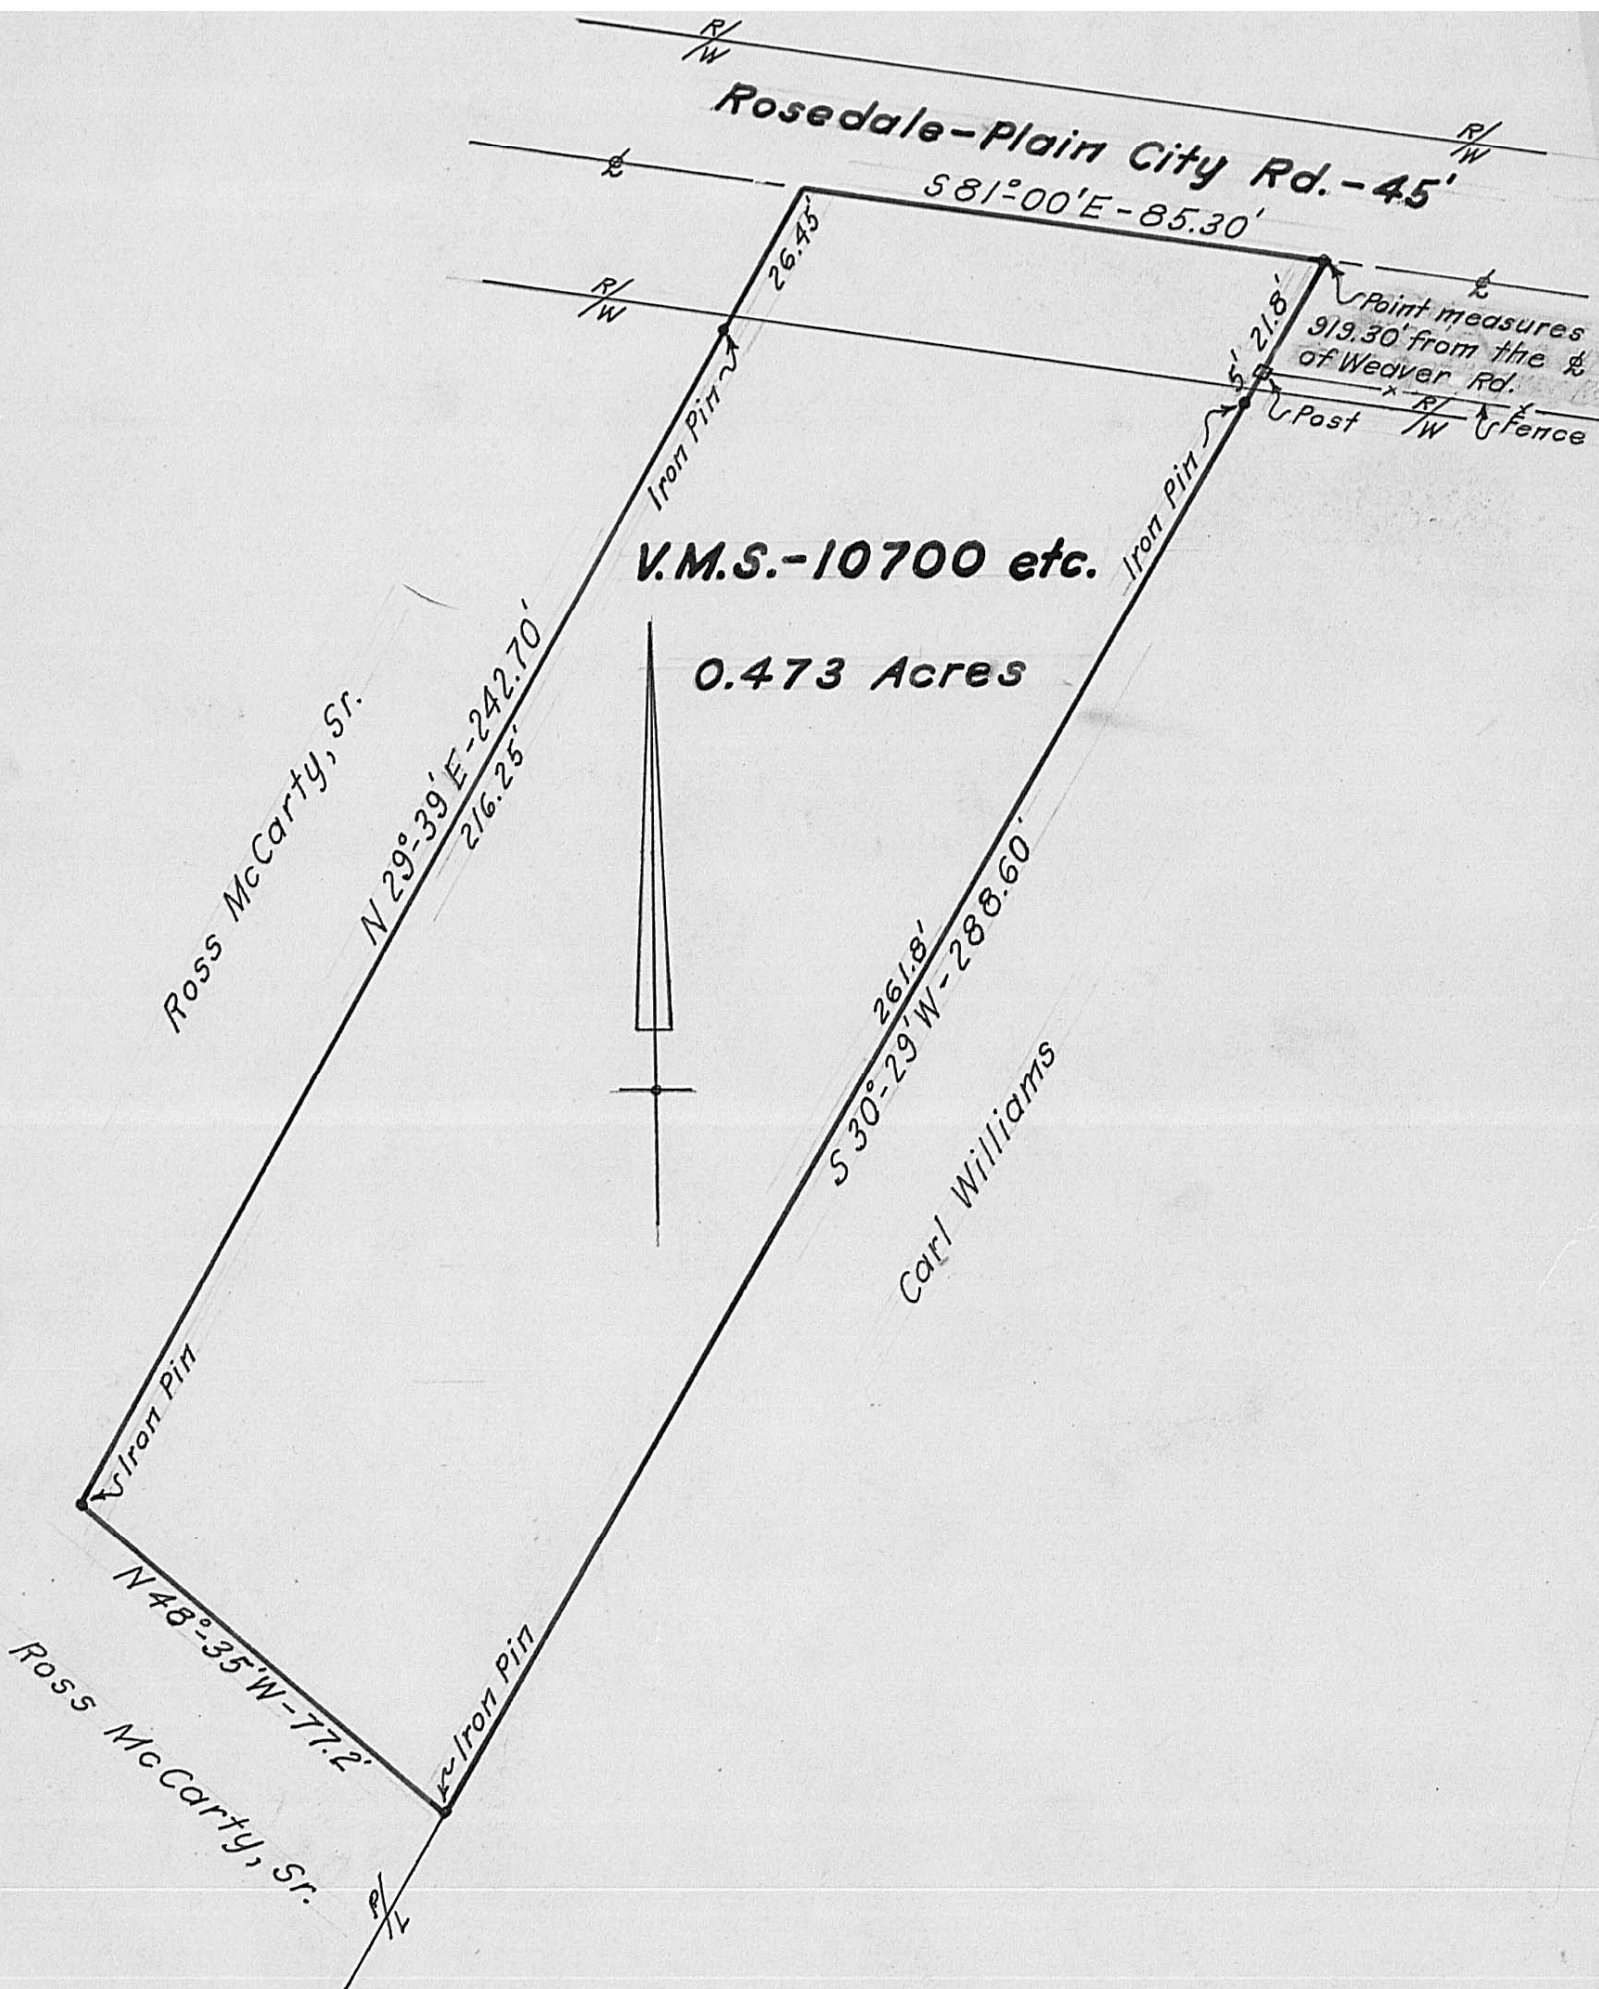 R/W
Rosedale-Plain City Rd.-45'
R/W
℄
S 81°-00' E - 85.30'
26.45'
℄
R/W
21.8'
5'
Point measures
919.30' from the ℄
of Weaver Rd.
Iron Pin
Post
R/W
Fence
Iron Pin
V.M.S.-10700 etc.
0.473 Acres
Ross McCarty, Sr.
N 29°-39' E - 242.70'
216.25'
261.8'
S 30°-29' W - 288.60'
Carl Williams
Iron Pin
N 48°-35' W - 77.2'
Iron Pin
Ross McCarty, Sr.
P/L